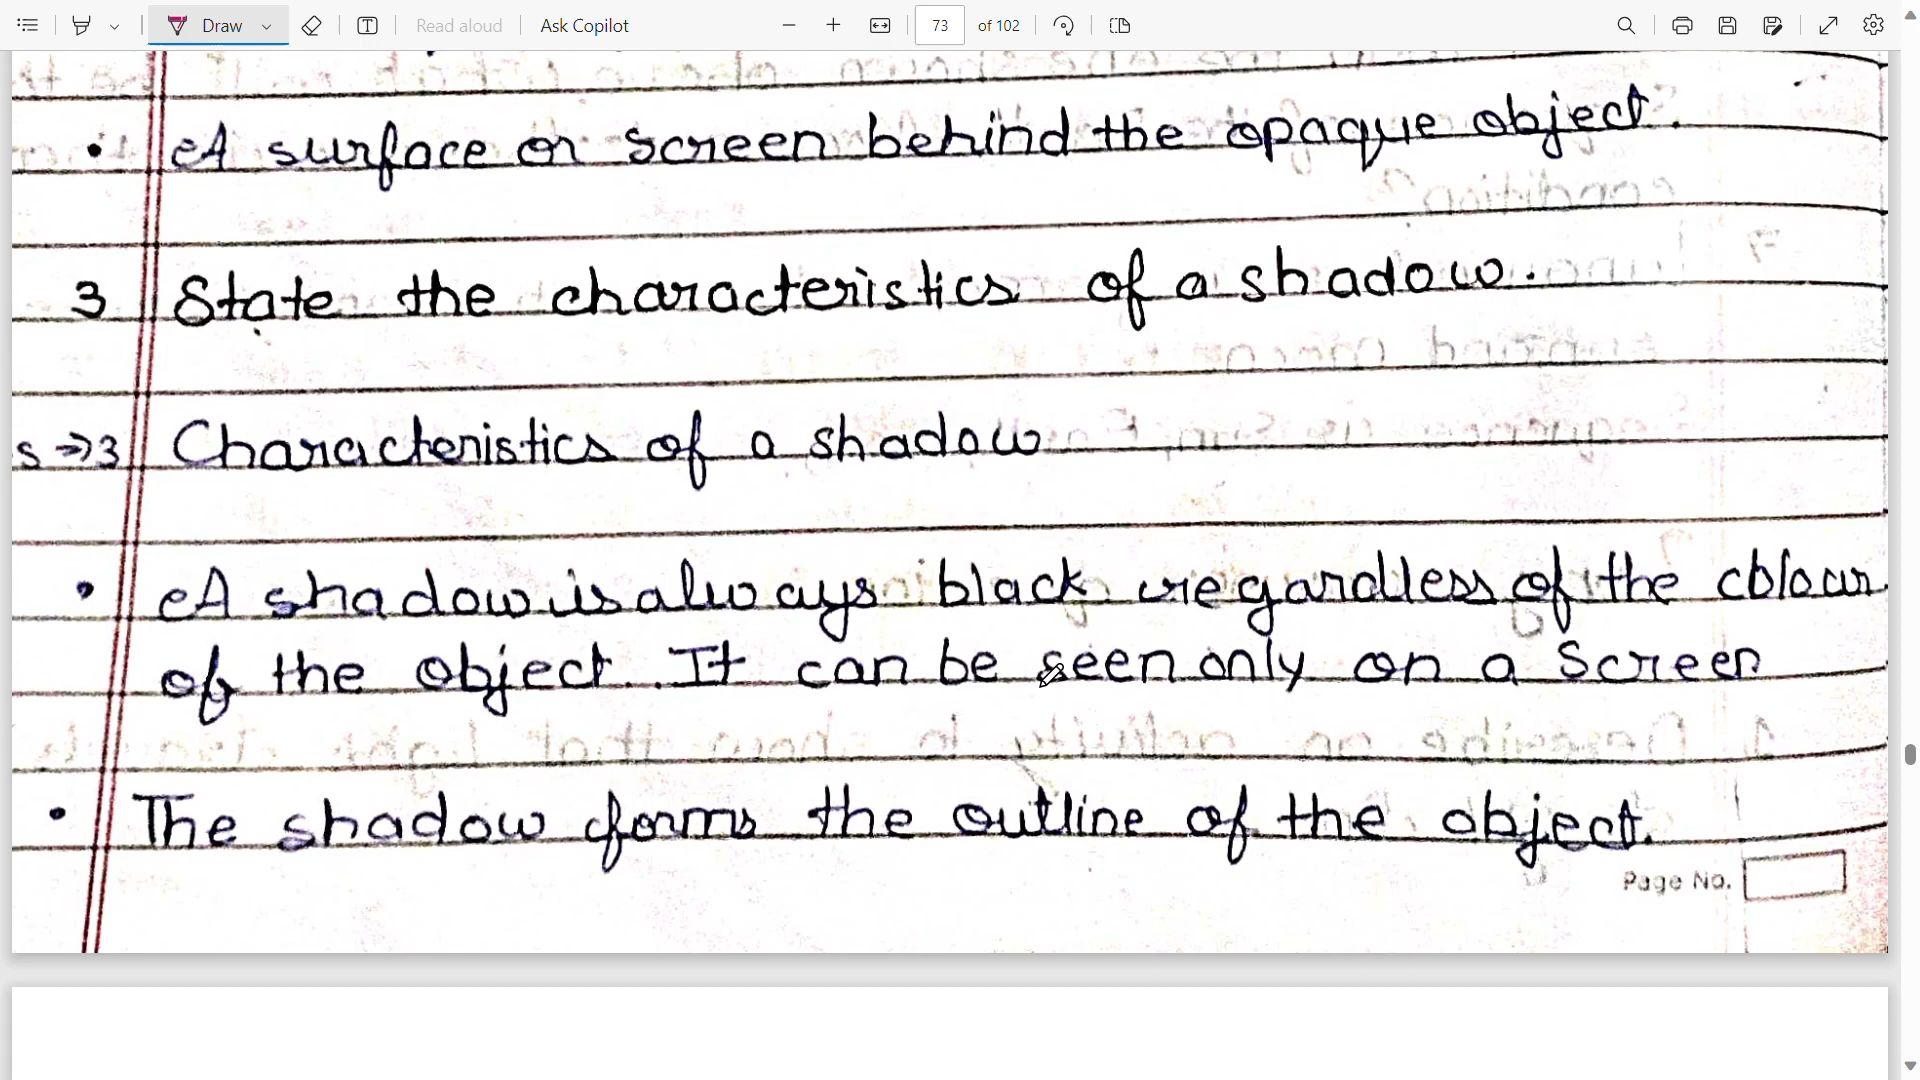 Draw
Read aloud
Ask Copilot
73 of 102
• A surface or screen behind the opaque object.
3 State the characteristics of a shadow.
s ⇒3 Characteristics of a shadow
• A shadow is always black regardless of the colour
of the object. It can be seen only on a Screen
• The shadow forms the outline of the object.
Page No.